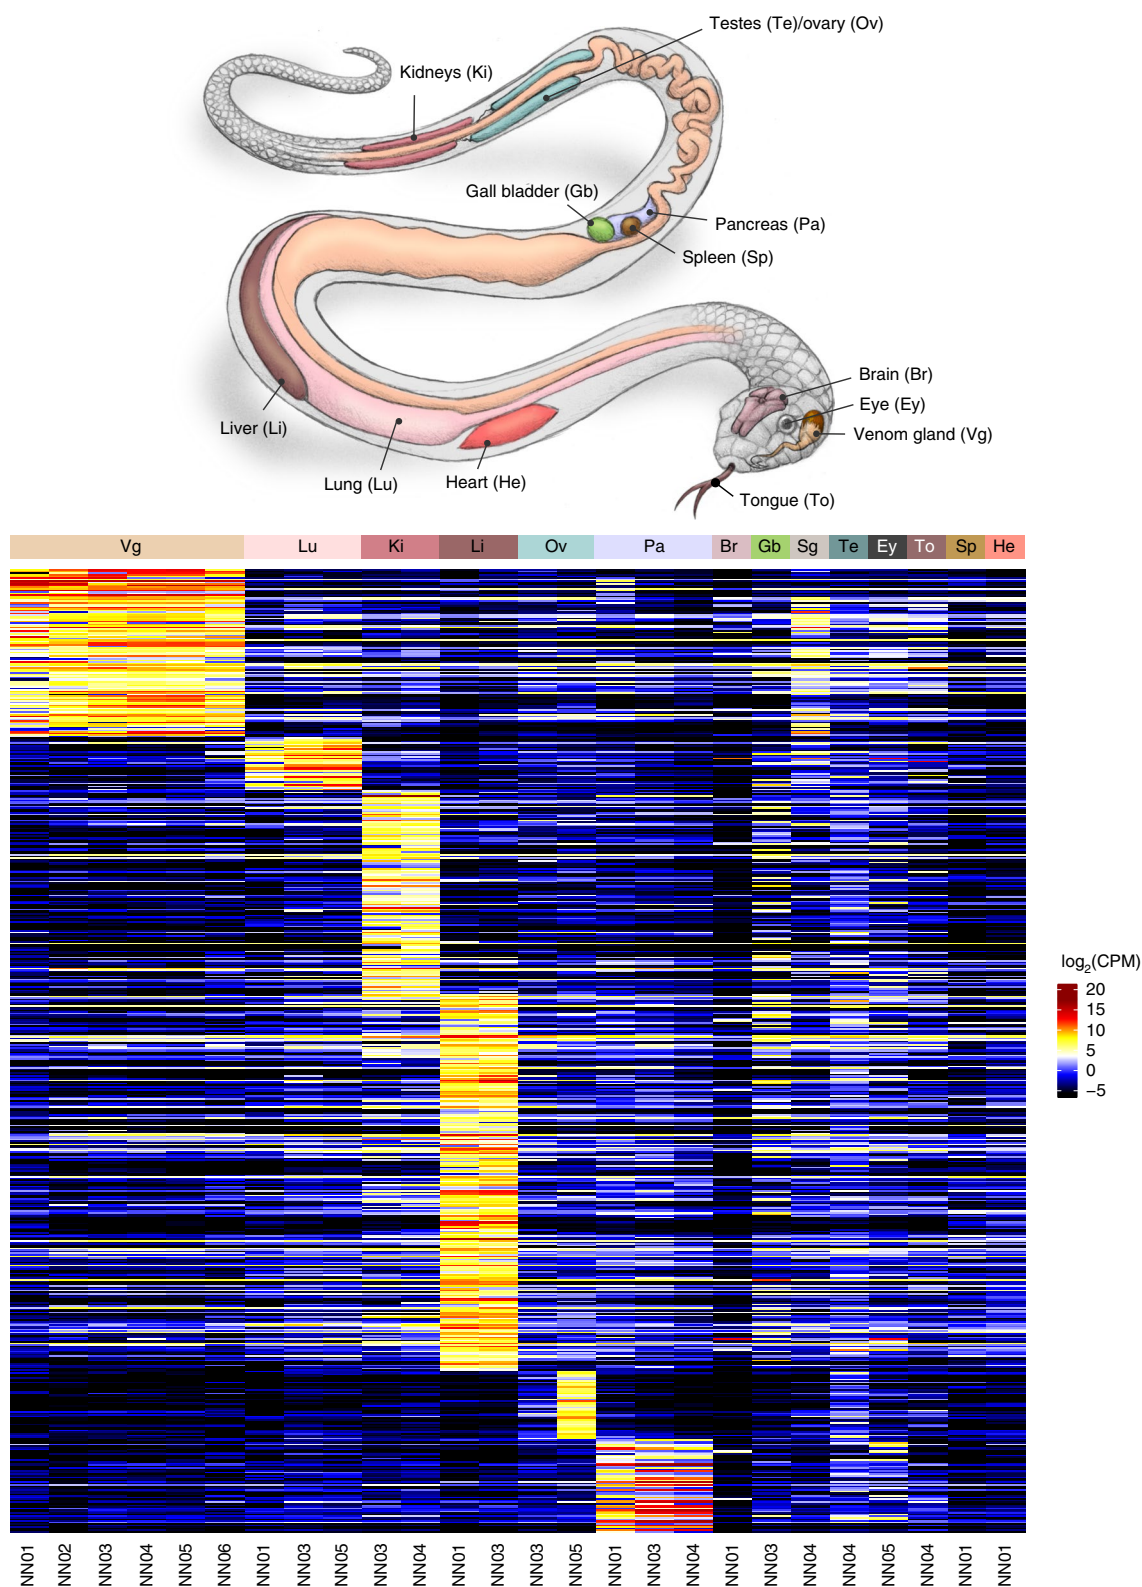 Testes (Te)/ovary (Ov)
Kidneys (Ki)
Gall bladder (Gb)
Pancreas (Pa)
Spleen (Sp)
Brain (Br)
Eye (Ey)
Liver (Li)
Venom gland (Vg)
Lung (Lu)
Heart (He)
Tongue (To)
Vg Lu Ki Li Ov Pa Br Gb Sg Te Ey To Sp He
log2(CPM)
20
15
10
5
0
−5
NN01 NN02 NN03 NN04 NN05 NN06 NN01 NN03 NN05 NN03 NN04 NN01 NN03 NN03 NN05 NN01 NN03 NN04 NN01 NN03 NN04 NN04 NN05 NN04 NN01 NN01